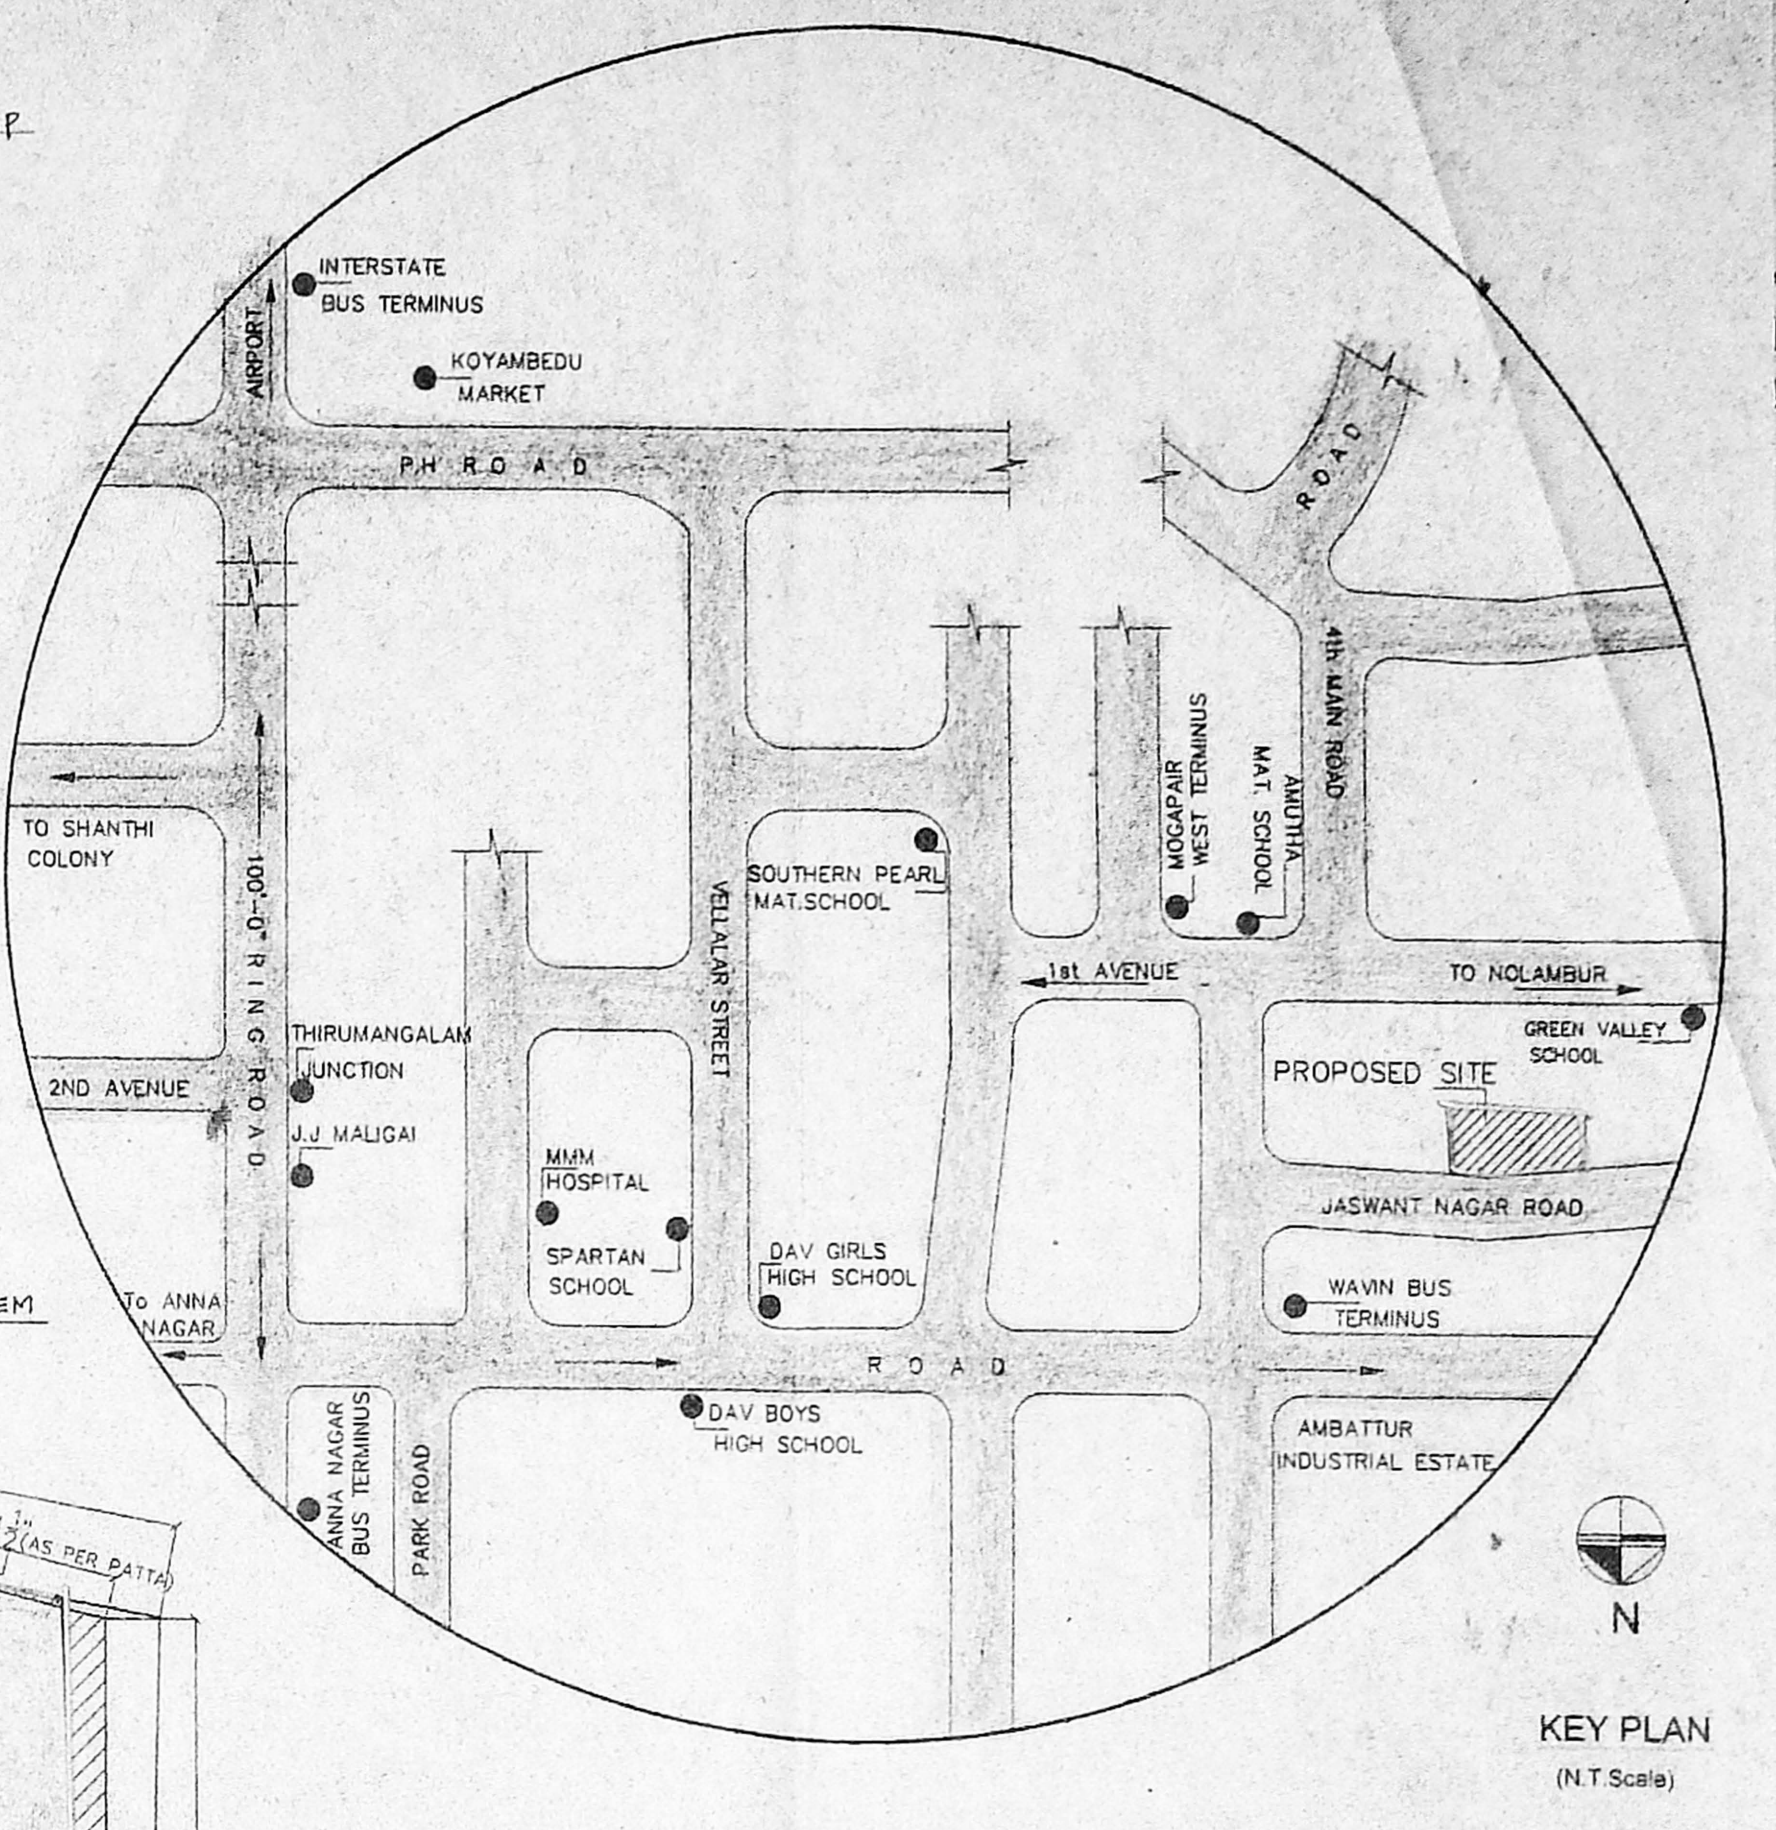 P
INTERSTATE
BUS TERMINUS
AIRPORT
KOYAMBEDU
MARKET
P.H ROAD
ROAD
4th MAIN ROAD
MOGAPAIR
WEST TERMINUS
AMUTHA
MAT. SCHOOL
TO SHANTHI
COLONY
100'-0" RING ROAD
SOUTHERN PEARL
MAT.SCHOOL
VELLALAR STREET
1st AVENUE
TO NOLAMBUR
GREEN VALLEY
SCHOOL
THIRUMANGALAM
JUNCTION
2ND AVENUE
PROPOSED SITE
J.J MALIGAI
MMM
HOSPITAL
JASWANT NAGAR ROAD
SPARTAN
SCHOOL
DAV GIRLS
HIGH SCHOOL
WAVIN BUS
TERMINUS
EM
To ANNA
NAGAR
ROAD
ANNA NAGAR
BUS TERMINUS
PARK ROAD
DAV BOYS
HIGH SCHOOL
AMBATTUR
INDUSTRIAL ESTATE
1"
2 (AS PER PATTA)
N
KEY PLAN
(N.T.Scale)